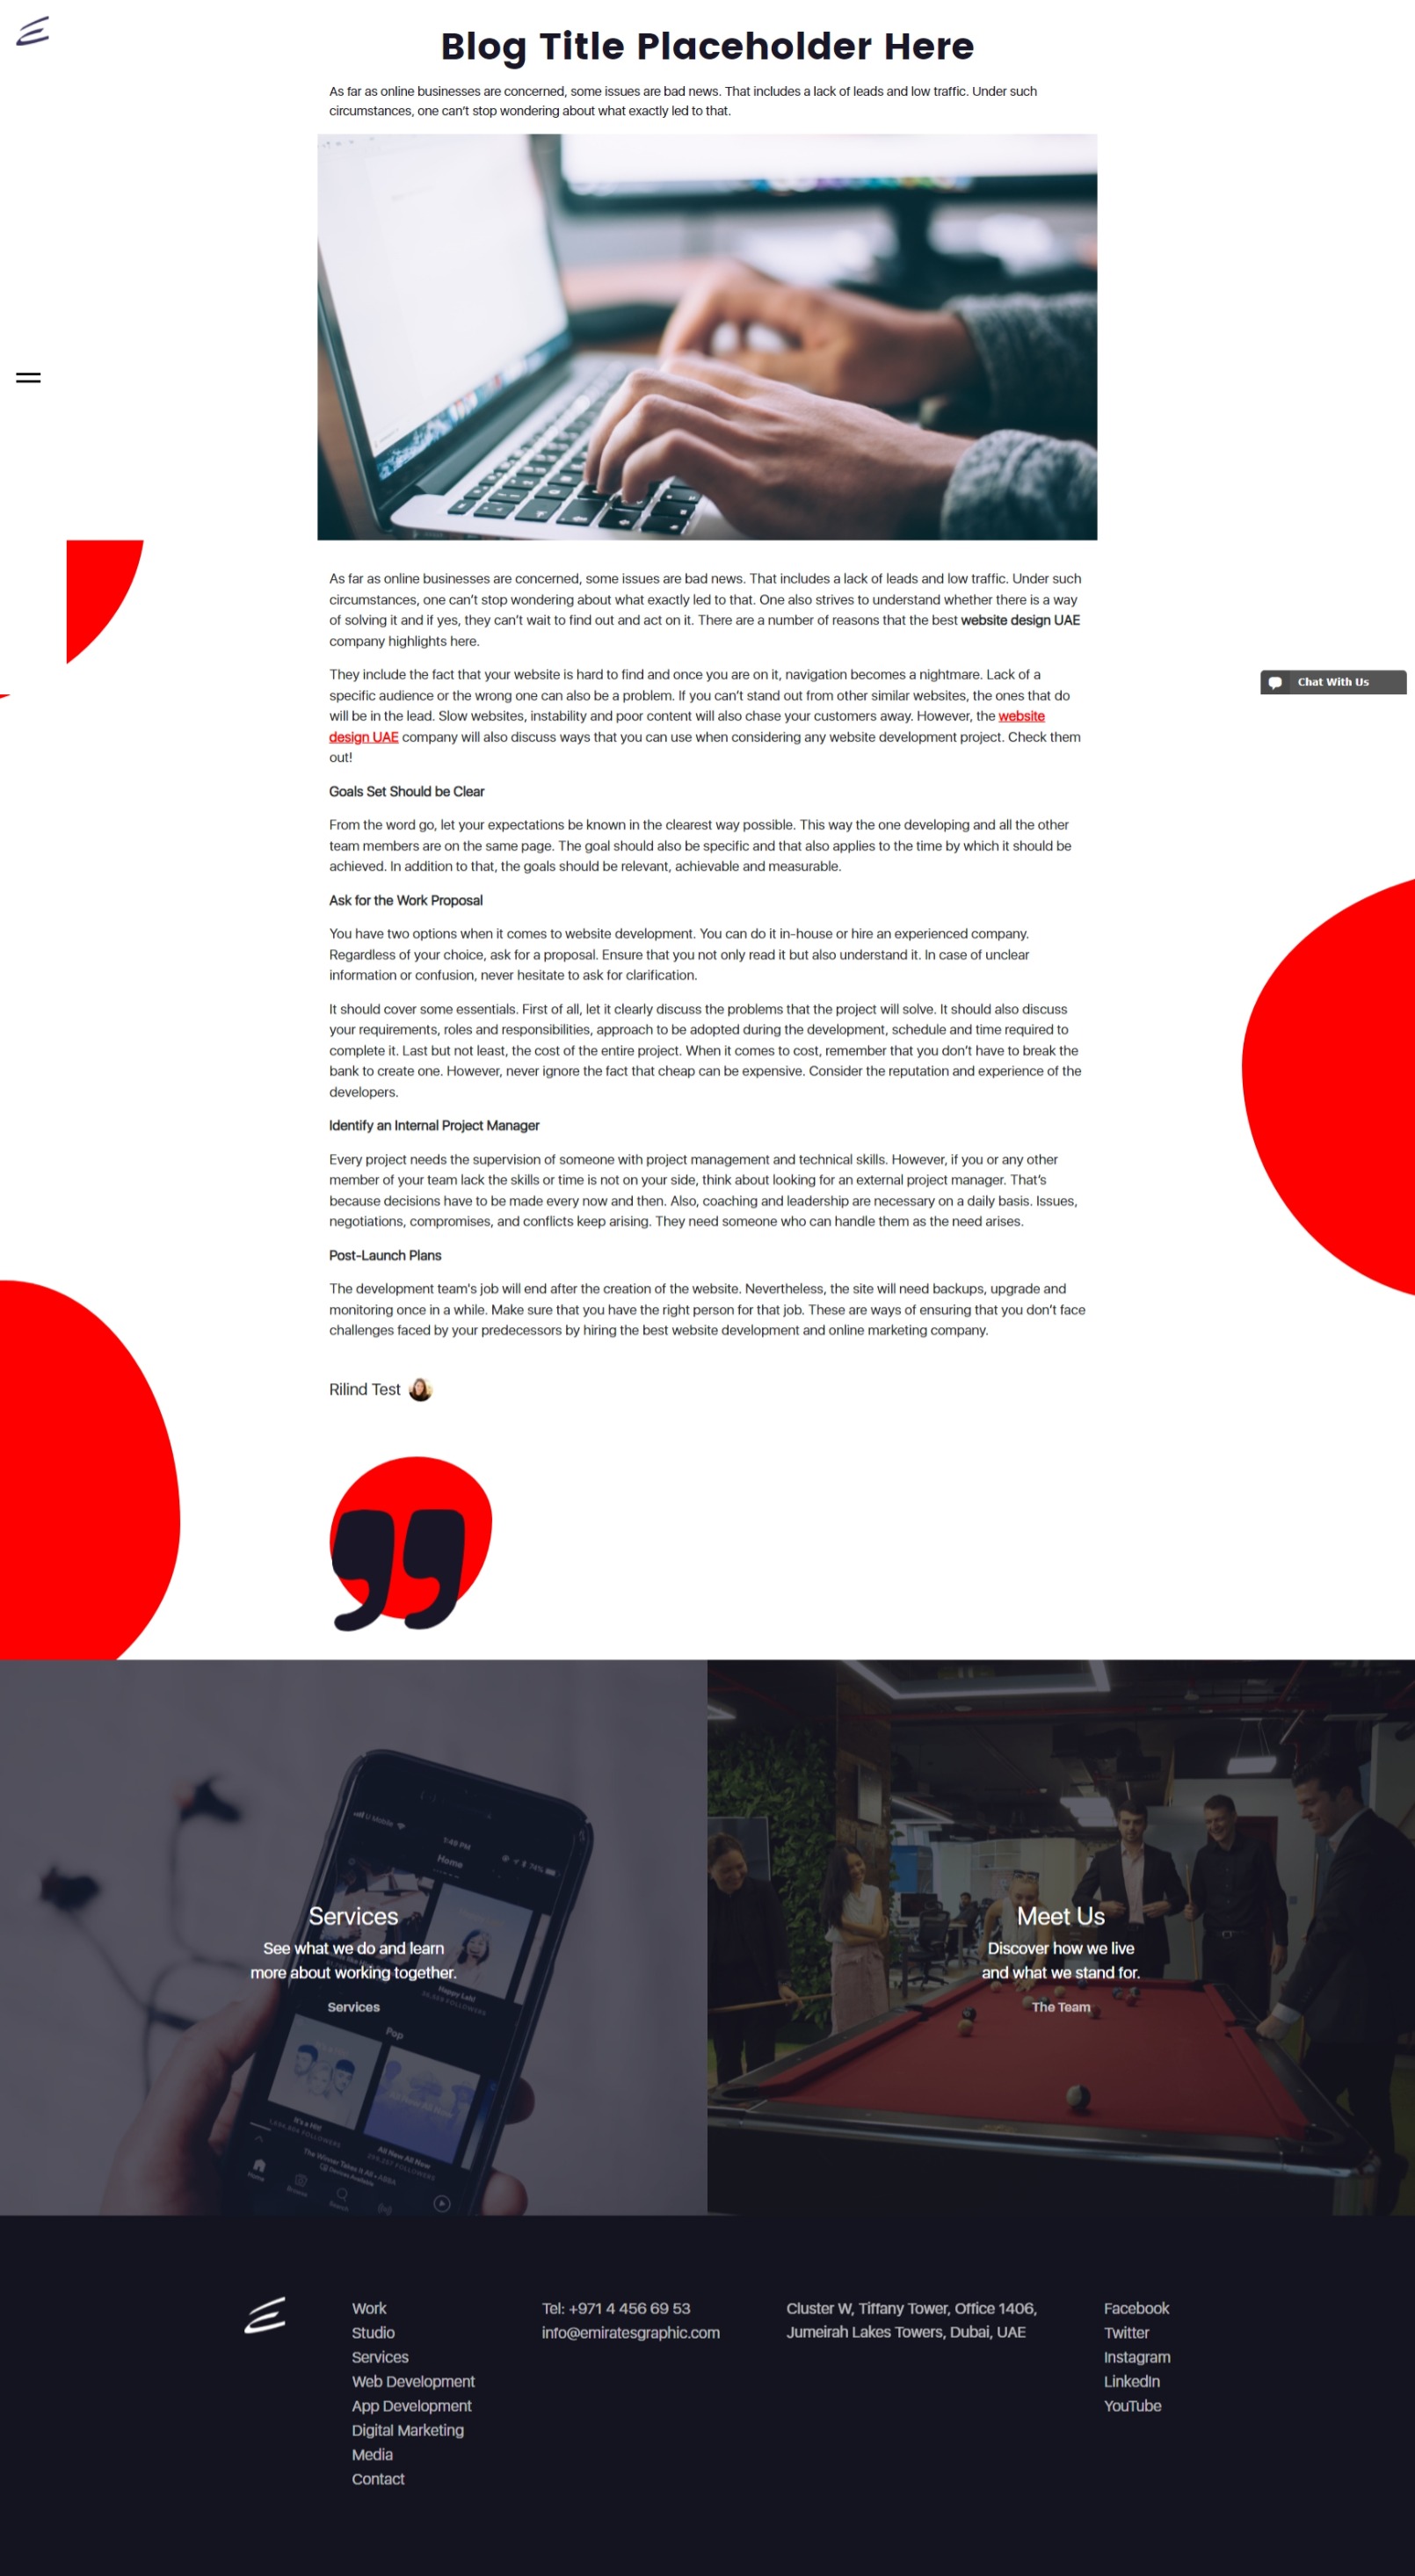 Blog Title Placeholder Here
As far as online businesses are concerned, some issues are bad news. That includes a lack of leads and low traffic. Under such
circumstances, one can’t stop wondering about what exactly led to that.
As far as online businesses are concerned, some issues are bad news. That includes a lack of leads and low traffic. Under such
circumstances, one can’t stop wondering about what exactly led to that. One also strives to understand whether there is a way
of solving it and if yes, they can’t wait to find out and act on it. There are a number of reasons that the best website design UAE
company highlights here.
They include the fact that your website is hard to find and once you are on it, navigation becomes a nightmare. Lack of a
specific audience or the wrong one can also be a problem. If you can’t stand out from other similar websites, the ones that do
will be in the lead. Slow websites, instability and poor content will also chase your customers away. However, the website
design UAE company will also discuss ways that you can use when considering any website development project. Check them
out!
Chat With Us
Goals Set Should be Clear
From the word go, let your expectations be known in the clearest way possible. This way the one developing and all the other
team members are on the same page. The goal should also be specific and that also applies to the time by which it should be
achieved. In addition to that, the goals should be relevant, achievable and measurable.
Ask for the Work Proposal
You have two options when it comes to website development. You can do it in-house or hire an experienced company.
Regardless of your choice, ask for a proposal. Ensure that you not only read it but also understand it. In case of unclear
information or confusion, never hesitate to ask for clarification.
It should cover some essentials. First of all, let it clearly discuss the problems that the project will solve. It should also discuss
your requirements, roles and responsibilities, approach to be adopted during the development, schedule and time required to
complete it. Last but not least, the cost of the entire project. When it comes to cost, remember that you don’t have to break the
bank to create one. However, never ignore the fact that cheap can be expensive. Consider the reputation and experience of the
developers.
Identify an Internal Project Manager
Every project needs the supervision of someone with project management and technical skills. However, if you or any other
member of your team lack the skills or time is not on your side, think about looking for an external project manager. That’s
because decisions have to be made every now and then. Also, coaching and leadership are necessary on a daily basis. Issues,
negotiations, compromises, and conflicts keep arising. They need someone who can handle them as the need arises.
Post-Launch Plans
The development team's job will end after the creation of the website. Nevertheless, the site will need backups, upgrade and
monitoring once in a while. Make sure that you have the right person for that job. These are ways of ensuring that you don’t face
challenges faced by your predecessors by hiring the best website development and online marketing company.
Rilind Test
U Mobile
1:49 PM
74%
Home
Services
See what we do and learn
more about working together.
Services
Happy Lah!
FOLLOWERS
Pop
It's a Hit!
FOLLOWERS
All New All Now
FOLLOWERS
The Winner Takes It All • ABBA
Devices Available
Home
Browse
Search
Meet Us
Discover how we live
and what we stand for.
The Team
Work
Studio
Services
Web Development
App Development
Digital Marketing
Media
Contact
Tel: +971 4 456 69 53
info@emiratesgraphic.com
Cluster W, Tiffany Tower, Office 1406,
Jumeirah Lakes Towers, Dubai, UAE
Facebook
Twitter
Instagram
LinkedIn
YouTube